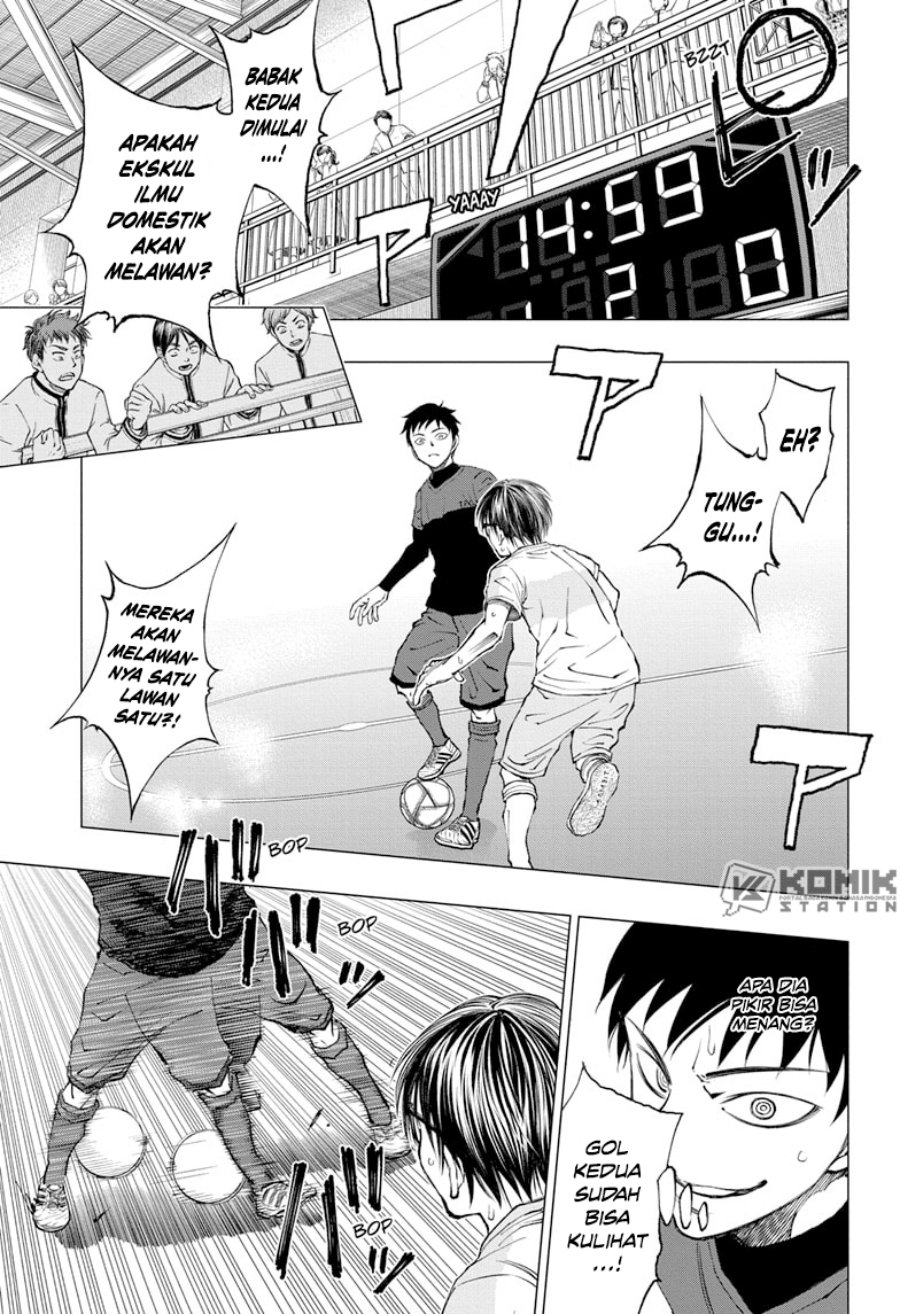 BZZT
BABAK
KEDUA
DIMULAI
...!
APAKAH
EKSKUL
ILMU
DOMESTIK
AKAN
MELAWAN?
YAAAY
14:59
2 0
EH?
TUNG-
GU...!
MEREKA
AKAN
MELAWAN-
NYA SATU
LAWAN
SATU?!
BOP
BOP
KOMIK
STATION
APA DIA
PIKIR BISA
MENANG?
GOL
KEDUA
SUDAH
BISA
KULIHAT
...!
BOP
BOP